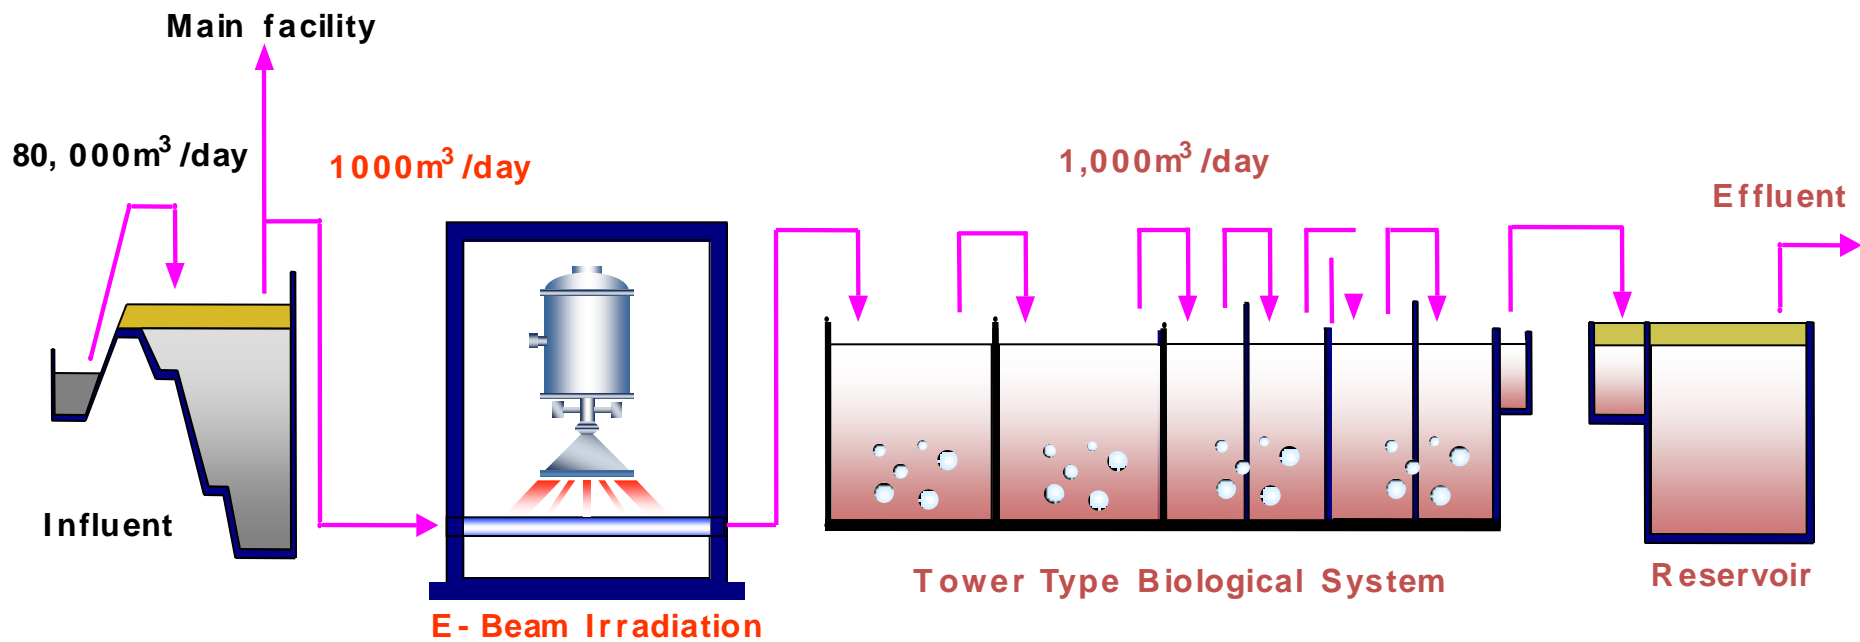 Main facility
80, 000m³/day
1000m³/day
1,000m³/day
Effluent
Influent
E- Beam Irradiation
Tower Type Biological System
Reservoir